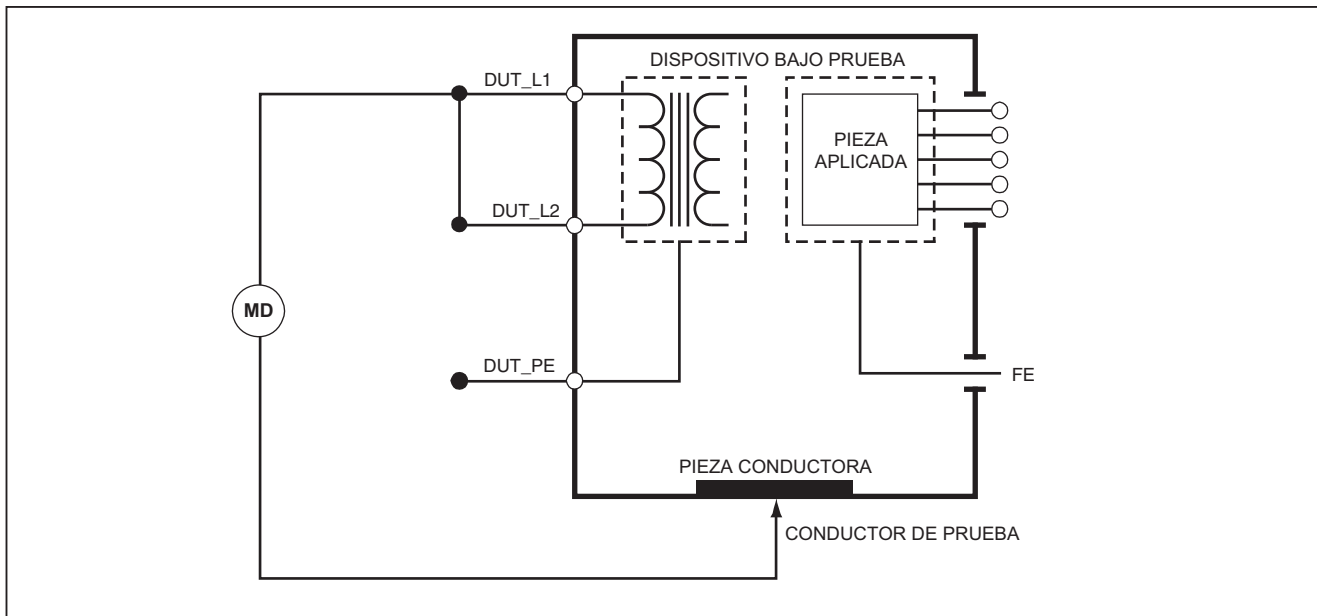 DISPOSITIVO BAJO PRUEBA
DUT_L1
PIEZA
APLICADA
DUT_L2
MD
DUT_PE
FE
PIEZA CONDUCTORA
CONDUCTOR DE PRUEBA